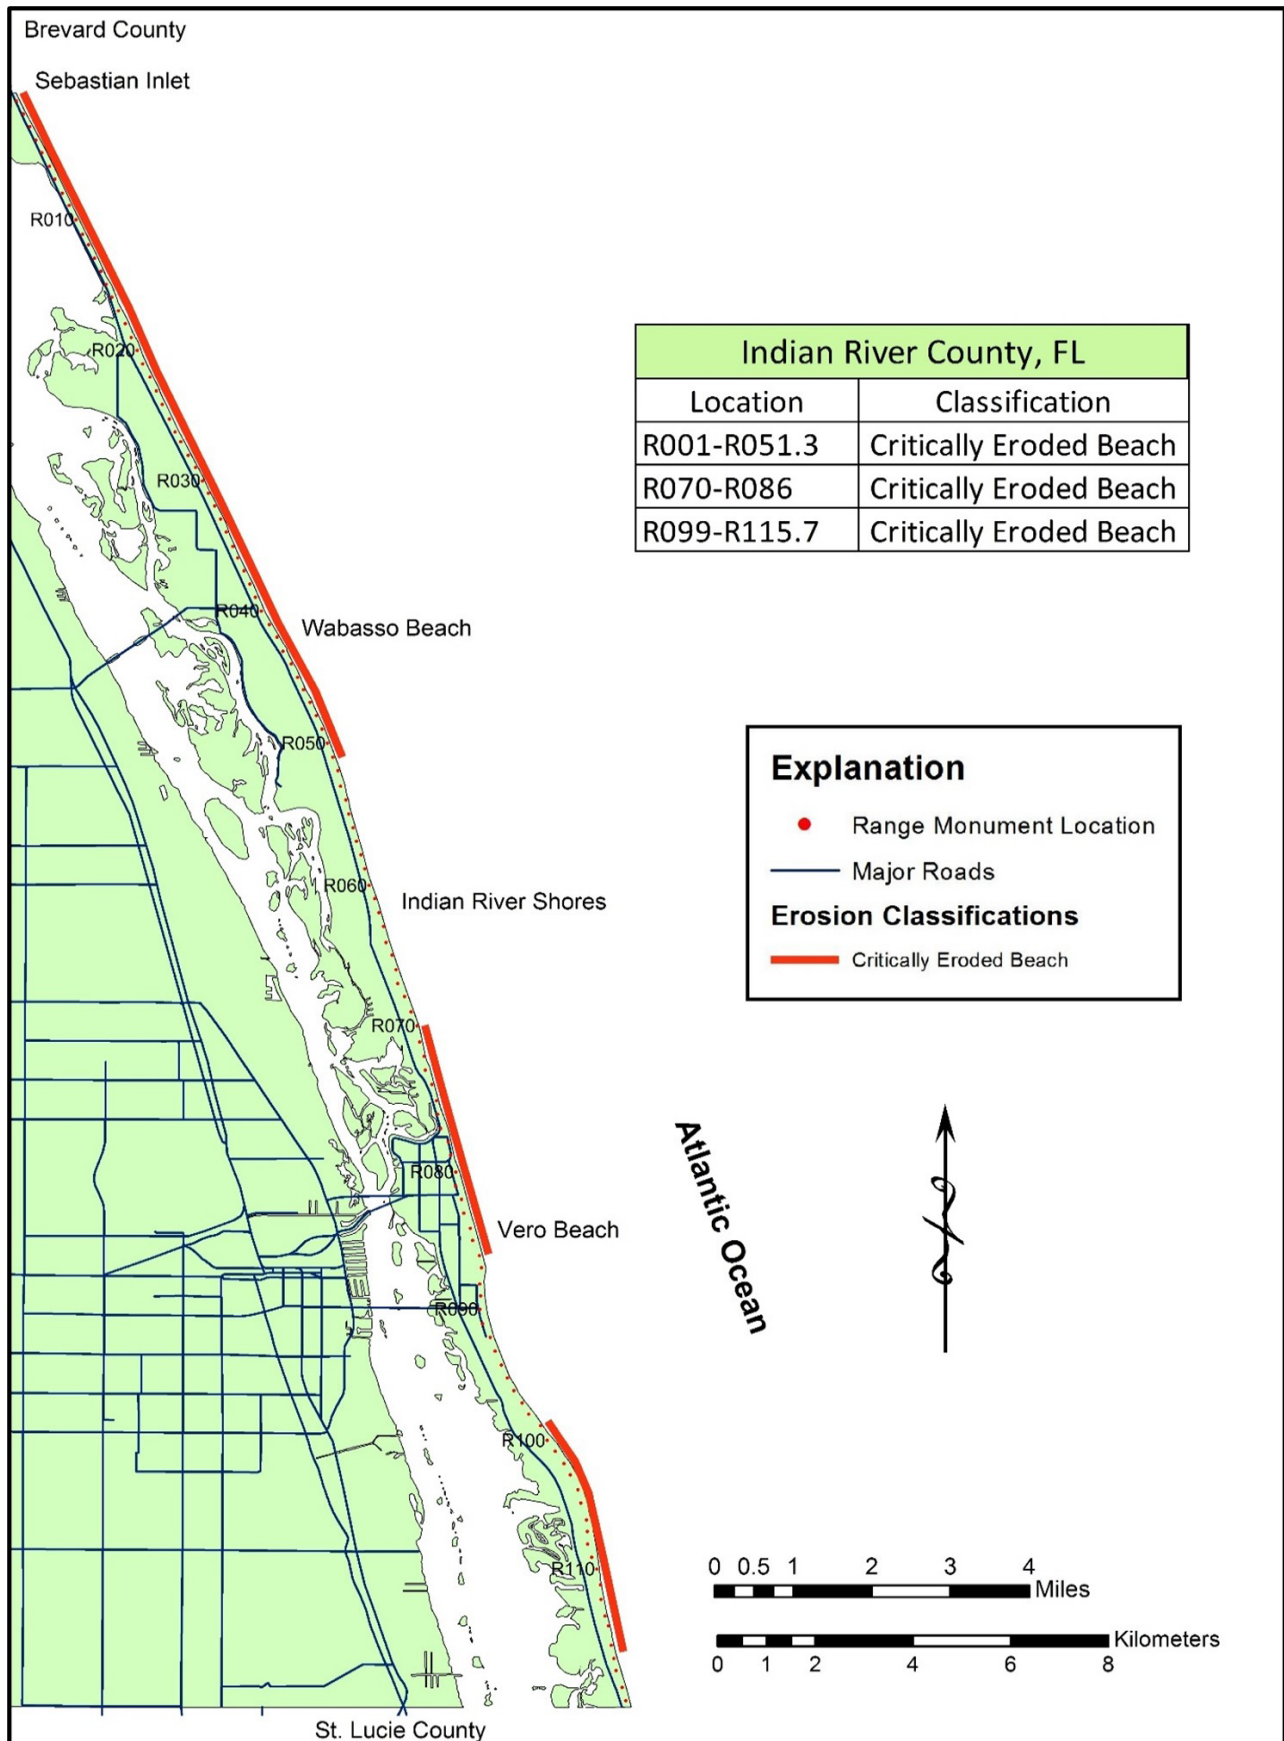 Brevard County
Sebastian Inlet
R010
R020
R030
R040
Wabasso Beach
R050
R060
Indian River Shores
R070
R080
Vero Beach
R090
R100
R110
St. Lucie County
Indian River County, FL
Location Classification
R001-R051.3 Critically Eroded Beach
R070-R086 Critically Eroded Beach
R099-R115.7 Critically Eroded Beach
Explanation
Range Monument Location
Major Roads
Erosion Classifications
Critically Eroded Beach
Atlantic Ocean
0 0.5 1 2 3 4
Miles
Kilometers
0 1 2 4 6 8